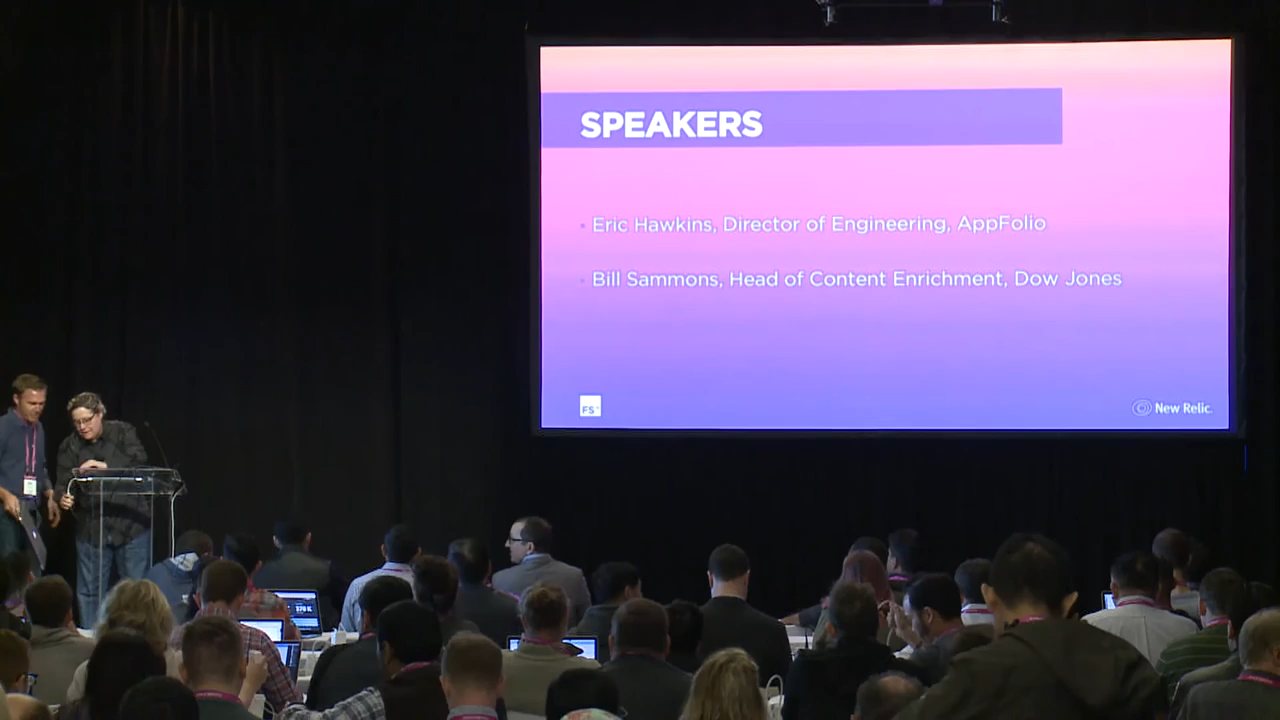 SPEAKERS
Eric Hawkins, Director of Engineering, AppFolio
Bill Sammons, Head of Content Enrichment, Dow Jones
FS
New Relic.